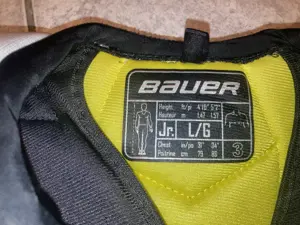 BAUER
Height ft/p 4'10" 5'2"
Hauteur m 1.47 1.57
Jr. L/G
Chest in/po 31" 34"
Poitrine cm 79 86
3